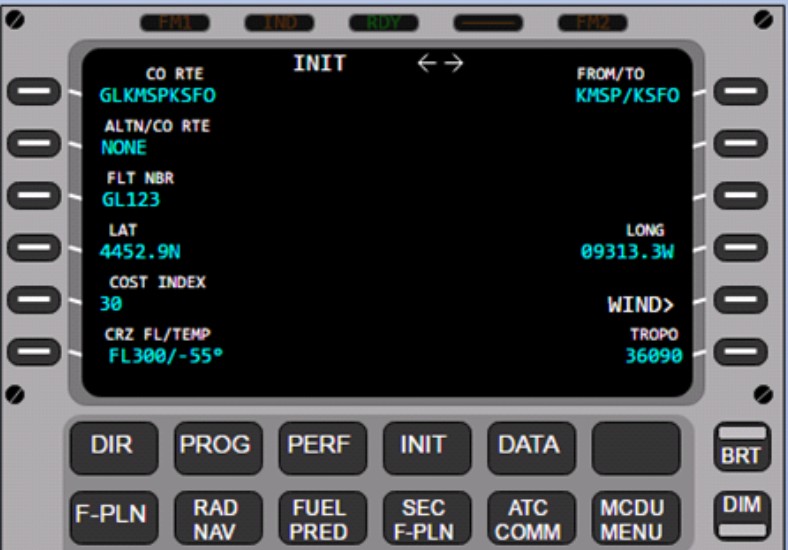 FM1 IND RDY FM2
INIT ←→
CO RTE FROM/TO
GLKMSPKSFO KMSP/KSFO
ALTN/CO RTE
NONE
FLT NBR
GL123
LAT LONG
4452.9N 09313.3W
COST INDEX
30 WIND>
CRZ FL/TEMP TROPO
FL300/-55° 36090
DIR PROG PERF INIT DATA BRT
F-PLN RAD NAV FUEL PRED SEC F-PLN ATC COMM MCDU MENU DIM